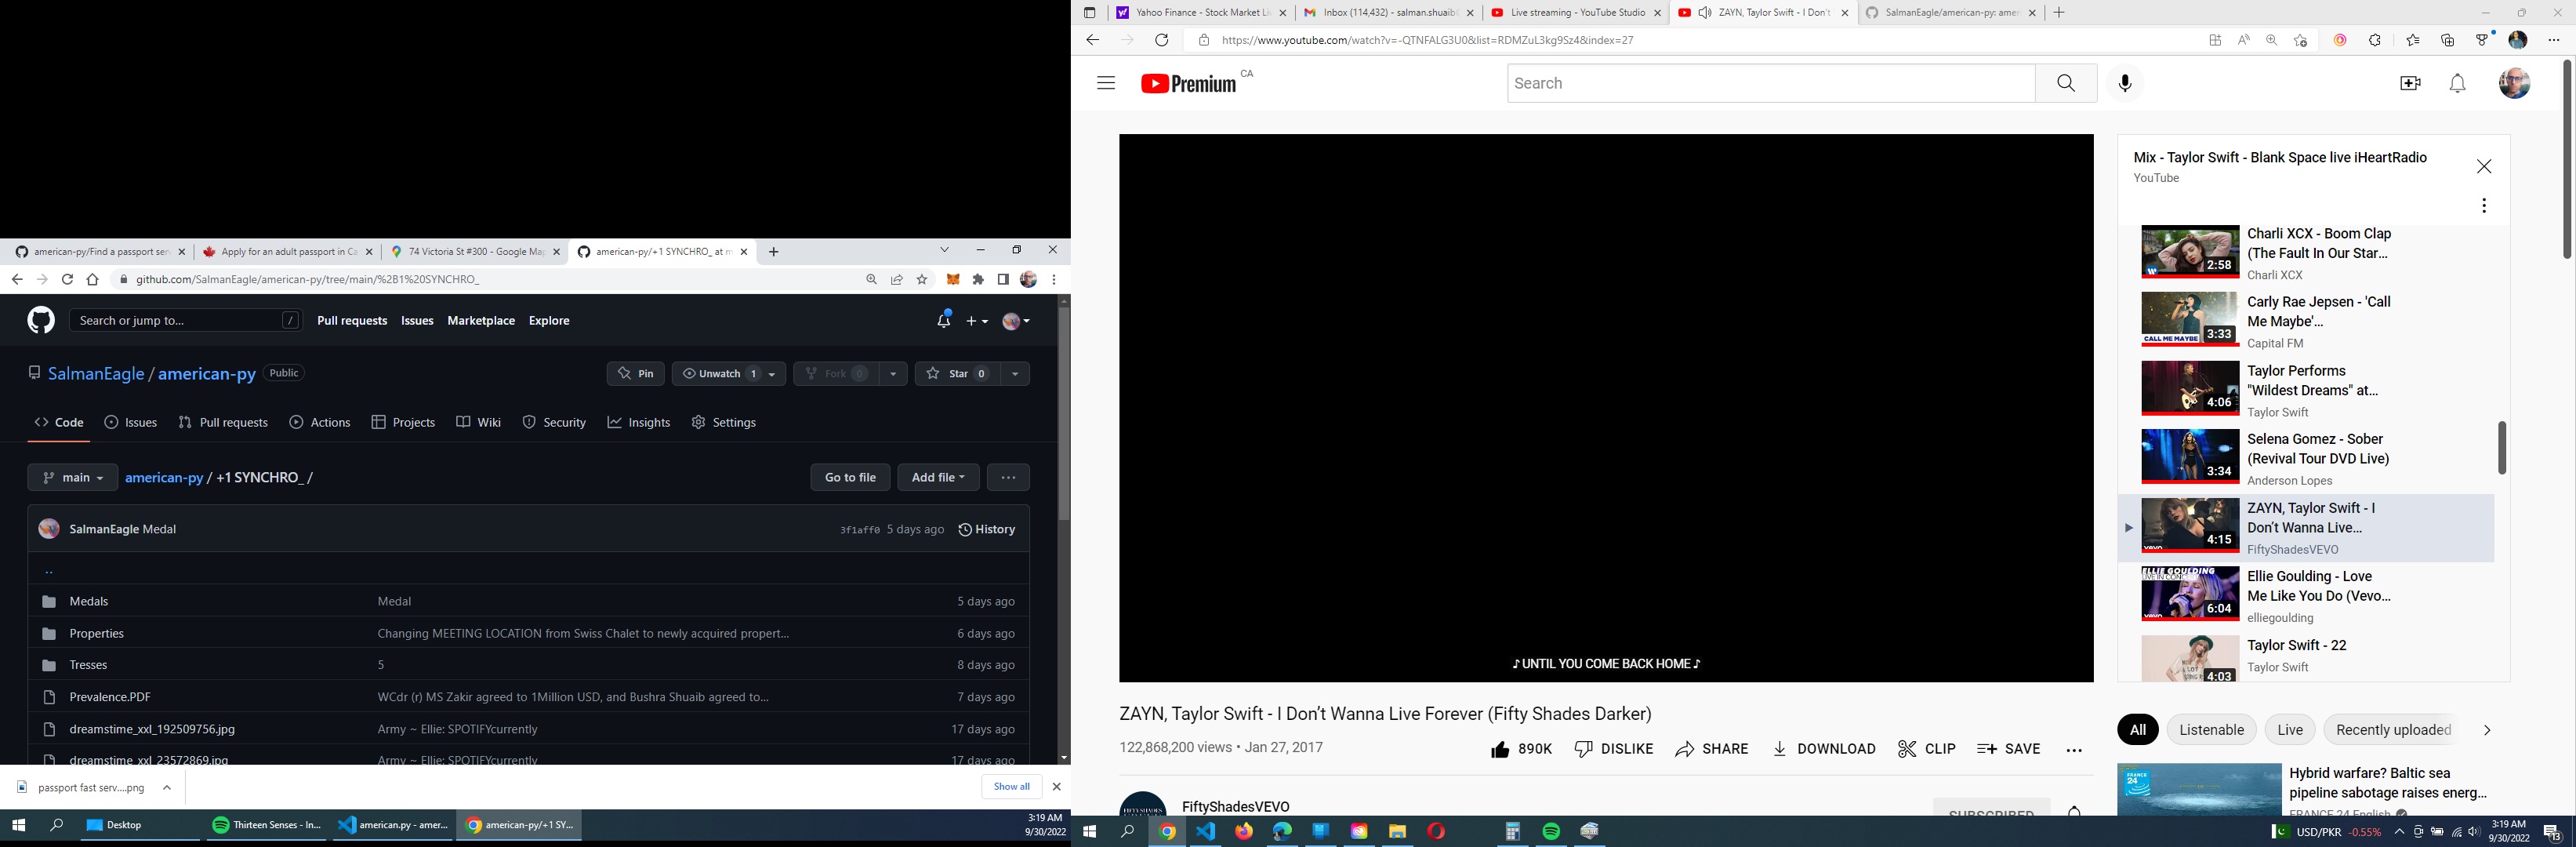 american-py/Find a passport ser
Apply for an adult passport in Ca
74 Victoria St #300 - Google Map
american-py/+1 SYNCHRO_ at m
github.com/SalmanEagle/american-py/tree/main/%2B1%20SYNCHRO_
Search or jump to...
/
Pull requests
Issues
Marketplace
Explore
SalmanEagle / american-py
Public
Pin
Unwatch 1
Fork 0
Star 0
Code
Issues
Pull requests
Actions
Projects
Wiki
Security
Insights
Settings
main
american-py / +1 SYNCHRO_ /
Go to file
Add file
...
SalmanEagle Medal
3f1aff0 5 days ago
History
..
Medals
Medal
5 days ago
Properties
Changing MEETING LOCATION from Swiss Chalet to newly acquired propert...
6 days ago
Tresses
5
8 days ago
Prevalence.PDF
WCdr (r) MS Zakir agreed to 1Million USD, and Bushra Shuaib agreed to...
7 days ago
dreamstime_xxl_192509756.jpg
Army ~ Ellie: SPOTIFYcurrently
17 days ago
dreamstime_xxl_23572869.jpg
Army ~ Ellie: SPOTIFYcurrently
17 days ago
passport fast serv....png
Show all
Desktop
Thirteen Senses - In...
american.py - amer...
american-py/+1 SY...
3:19 AM
9/30/2022
Yahoo Finance - Stock Market Li
Inbox (114,432) - salman.shuaib
Live streaming - YouTube Studio
ZAYN, Taylor Swift - I Don't
SalmanEagle/american-py: amer
https://www.youtube.com/watch?v=-QTNFALG3U0&list=RDMZuL3kg9Sz4&index=27
Premium CA
Search
♪ UNTIL YOU COME BACK HOME ♪
ZAYN, Taylor Swift - I Don’t Wanna Live Forever (Fifty Shades Darker)
122,868,200 views • Jan 27, 2017
890K
DISLIKE
SHARE
DOWNLOAD
CLIP
SAVE
...
FiftyShadesVEVO
SUBSCRIBED
Mix - Taylor Swift - Blank Space live iHeartRadio
YouTube
2:58
Charli XCX - Boom Clap
(The Fault In Our Star...
Charli XCX
CALL ME MAYBE
3:33
Carly Rae Jepsen - 'Call
Me Maybe'...
Capital FM
4:06
Taylor Performs
"Wildest Dreams" at...
Taylor Swift
3:34
Selena Gomez - Sober
(Revival Tour DVD Live)
Anderson Lopes
vevo
4:15
ZAYN, Taylor Swift - I
Don’t Wanna Live...
FiftyShadesVEVO
ELLIE GOULDING
LIVE IN CONCERT
vevo
6:04
Ellie Goulding - Love
Me Like You Do (Vevo...
elliegoulding
4:03
Taylor Swift - 22
Taylor Swift
All
Listenable
Live
Recently uploaded
FRANCE
24
Hybrid warfare? Baltic sea
pipeline sabotage raises energ...
FRANCE 24 English
USD/PKR -0.55%
3:19 AM
9/30/2022
13